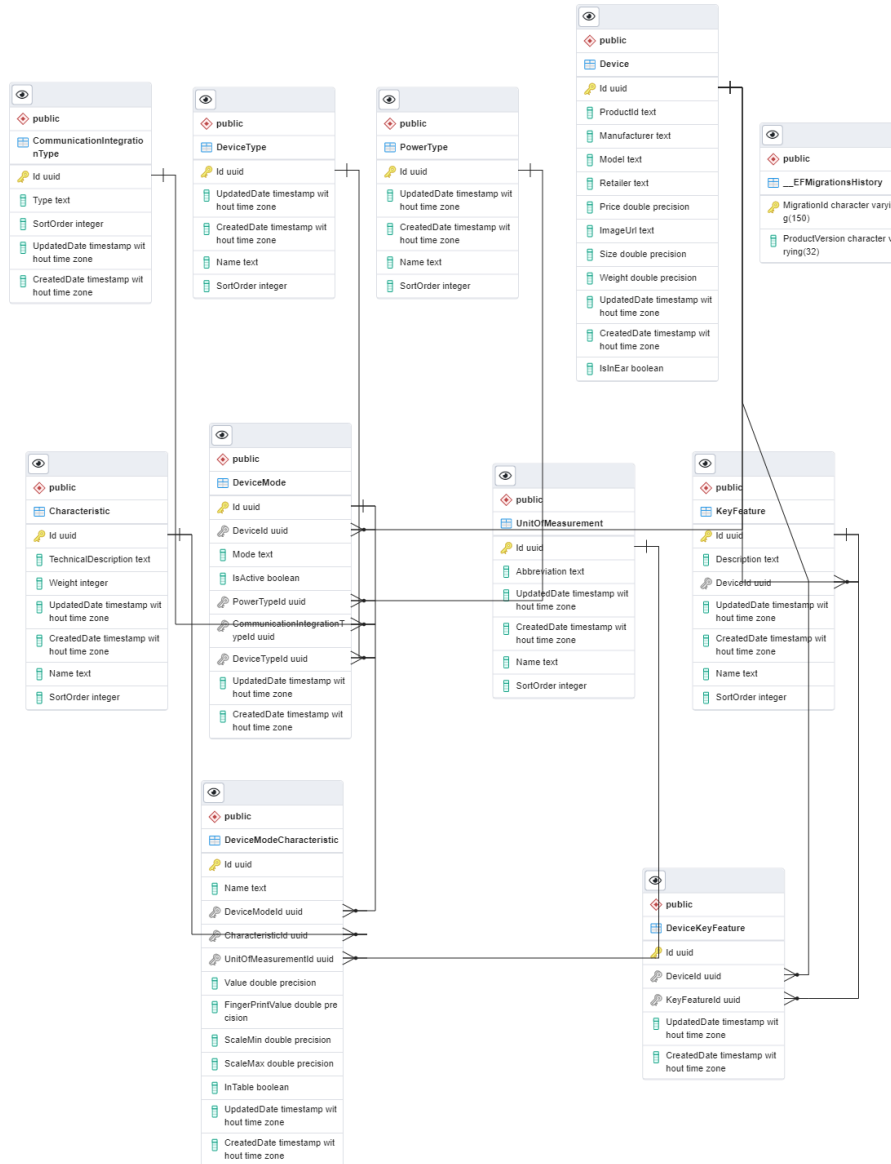 public
Device
Id uuid
ProductId text
Manufacturer text
Model text
Retailer text
Price double precision
ImageUrl text
Size double precision
Weight double precision
UpdatedDate timestamp wit
hout time zone
CreatedDate timestamp wit
hout time zone
IsInEar boolean
public
CommunicationIntegratio
nType
Id uuid
Type text
SortOrder integer
UpdatedDate timestamp wit
hout time zone
CreatedDate timestamp wit
hout time zone
public
DeviceType
Id uuid
UpdatedDate timestamp wit
hout time zone
CreatedDate timestamp wit
hout time zone
Name text
SortOrder integer
public
PowerType
Id uuid
UpdatedDate timestamp wit
hout time zone
CreatedDate timestamp wit
hout time zone
Name text
SortOrder integer
public
__EFMigrationsHistory
MigrationId character varyi
g(150)
ProductVersion character v
rying(32)
public
Characteristic
Id uuid
TechnicalDescription text
Weight integer
UpdatedDate timestamp wit
hout time zone
CreatedDate timestamp wit
hout time zone
Name text
SortOrder integer
public
DeviceMode
Id uuid
DeviceId uuid
Mode text
IsActive boolean
PowerTypeId uuid
CommunicationIntegrationT
ypeId uuid
DeviceTypeId uuid
UpdatedDate timestamp wit
hout time zone
CreatedDate timestamp wit
hout time zone
public
UnitOfMeasurement
Id uuid
Abbreviation text
UpdatedDate timestamp wit
hout time zone
CreatedDate timestamp wit
hout time zone
Name text
SortOrder integer
public
KeyFeature
Id uuid
Description text
DeviceId uuid
UpdatedDate timestamp wit
hout time zone
CreatedDate timestamp wit
hout time zone
Name text
SortOrder integer
public
DeviceModeCharacteristic
Id uuid
Name text
DeviceModeId uuid
CharacteristicId uuid
UnitOfMeasurementId uuid
Value double precision
FingerPrintValue double pre
cision
ScaleMin double precision
ScaleMax double precision
InTable boolean
UpdatedDate timestamp wit
hout time zone
CreatedDate timestamp wit
hout time zone
public
DeviceKeyFeature
Id uuid
DeviceId uuid
KeyFeatureId uuid
UpdatedDate timestamp wit
hout time zone
CreatedDate timestamp wit
hout time zone